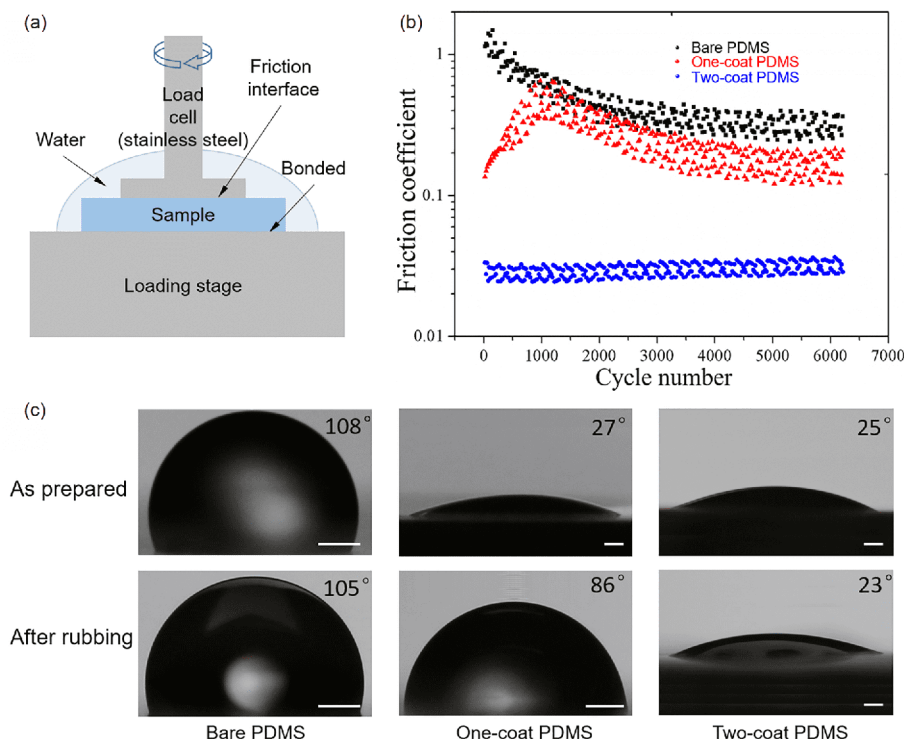 (a)
Load
cell
(stainless steel)
Friction
interface
Water
Bonded
Sample
Loading stage
(b)
Friction coefficient
1
0.1
0.01
Bare PDMS
One-coat PDMS
Two-coat PDMS
0 1000 2000 3000 4000 5000 6000 7000
Cycle number
(c)
As prepared
108°
27°
25°
After rubbing
105°
86°
23°
Bare PDMS
One-coat PDMS
Two-coat PDMS